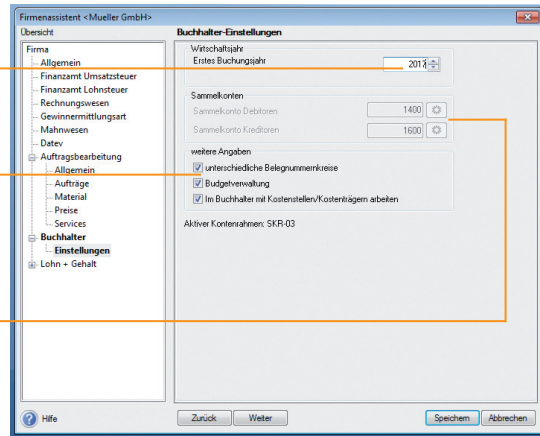 Firmenassistent <Mueller GmbH>
Übersicht
Buchhalter-Einstellungen
Firma
Allgemein
Finanzamt Umsatzsteuer
Finanzamt Lohnsteuer
Rechnungswesen
Gewinnermittlungsart
Mahnwesen
Datev
Auftragsbearbeitung
Allgemein
Aufträge
Material
Preise
Services
Buchhalter
Einstellungen
Lohn + Gehalt
Wirtschaftsjahr
Erstes Buchungsjahr 2017
Sammelkonten
Sammelkonto Debitoren 1400
Sammelkonto Kreditoren 1600
weitere Angaben
unterschiedliche Belegnummernkreise
Budgetverwaltung
Im Buchhalter mit Kostenstellen/Kostenträgern arbeiten
Aktiver Kontenrahmen: SKR-03
Hilfe
Zurück Weiter Speichern Abbrechen